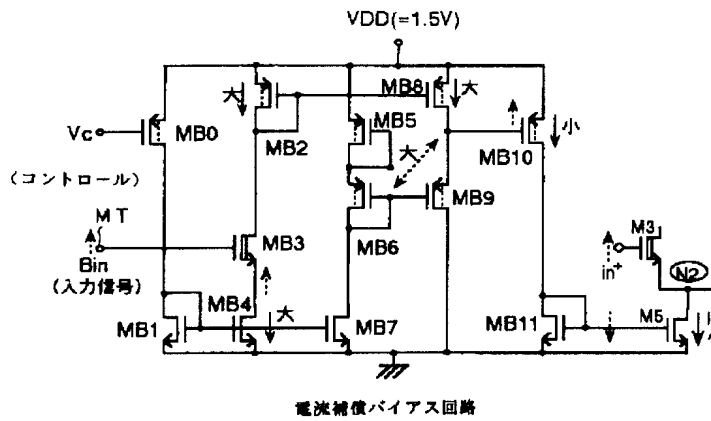 VDD(=1.5V)
大
MB8
大
Vc
MB0
MB2
MB5
大
MB10
小
(コントロール)
MT
MB3
MB6
MB9
M3
Bin
(入力信号)
in+
N2
MB4
大
MB1
MB7
MB11
M5
電流補償バイアス回路